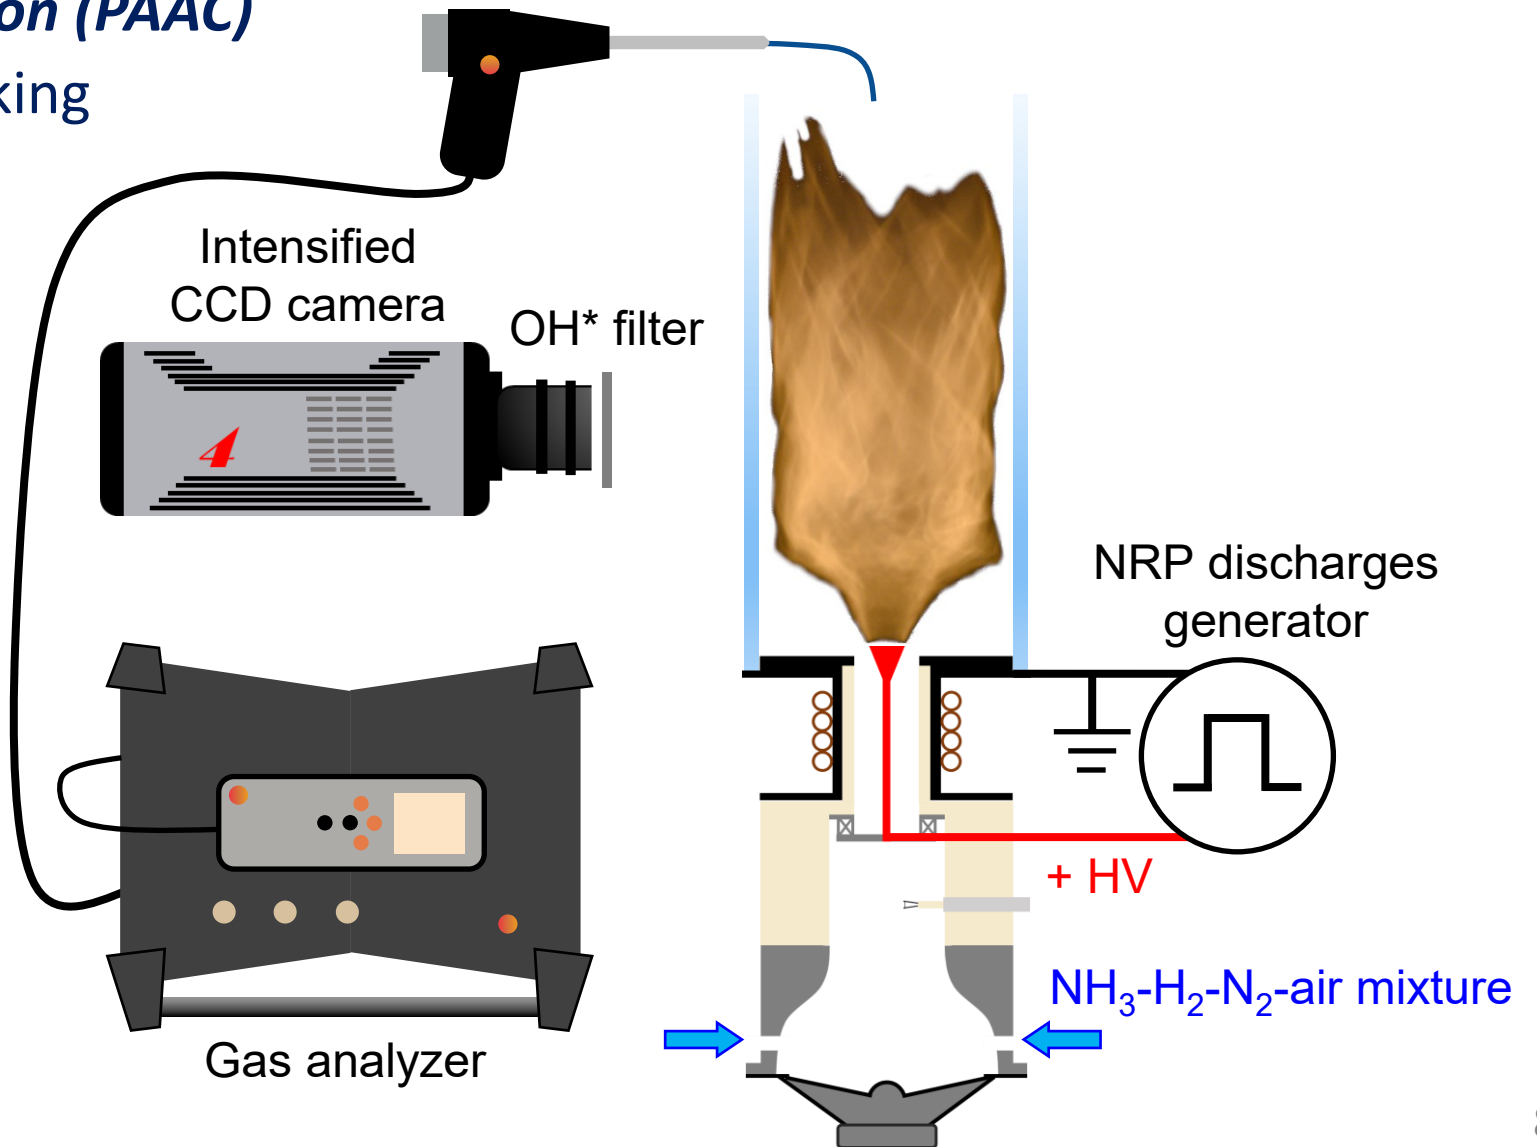 on (PAAC)
king
Intensified
CCD camera
OH* filter
NRP discharges
generator
+ HV
NH₃-H₂-N₂-air mixture
Gas analyzer
4